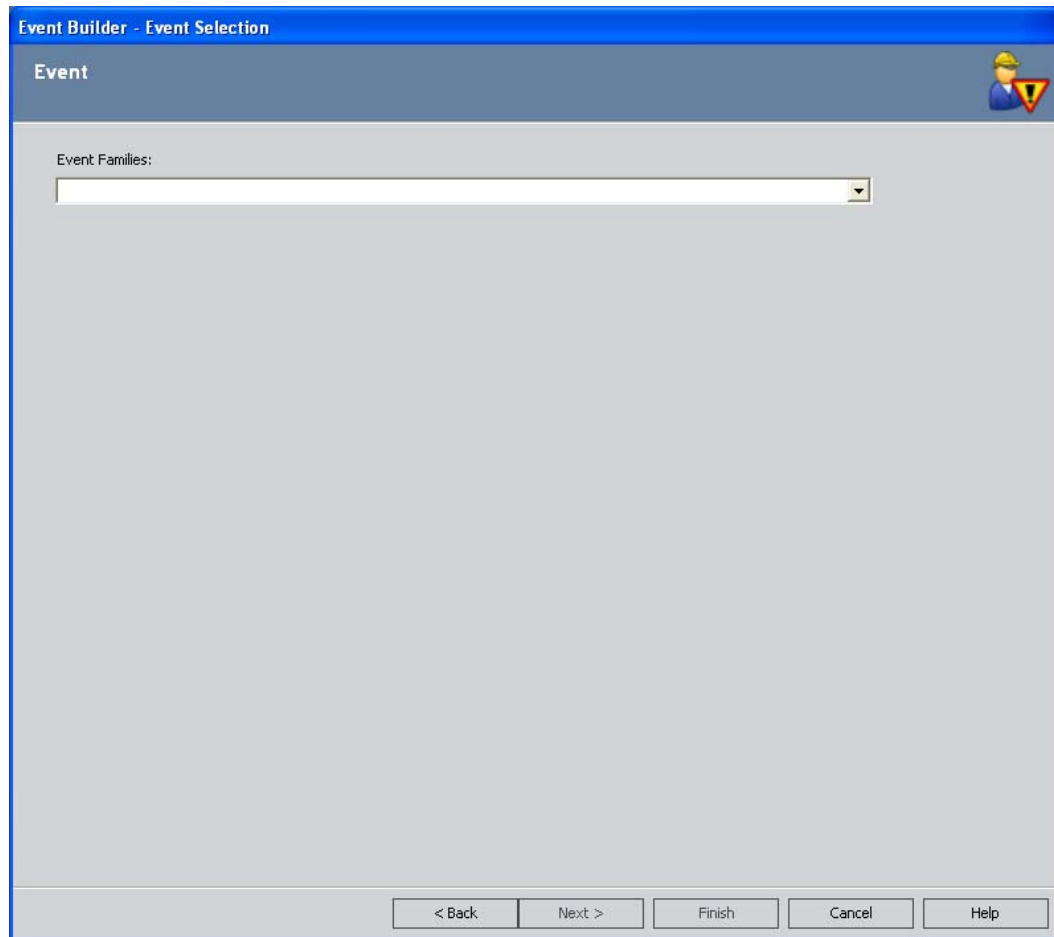 Event Builder - Event Selection
Event
Event Families:
< Back
Next >
Finish
Cancel
Help